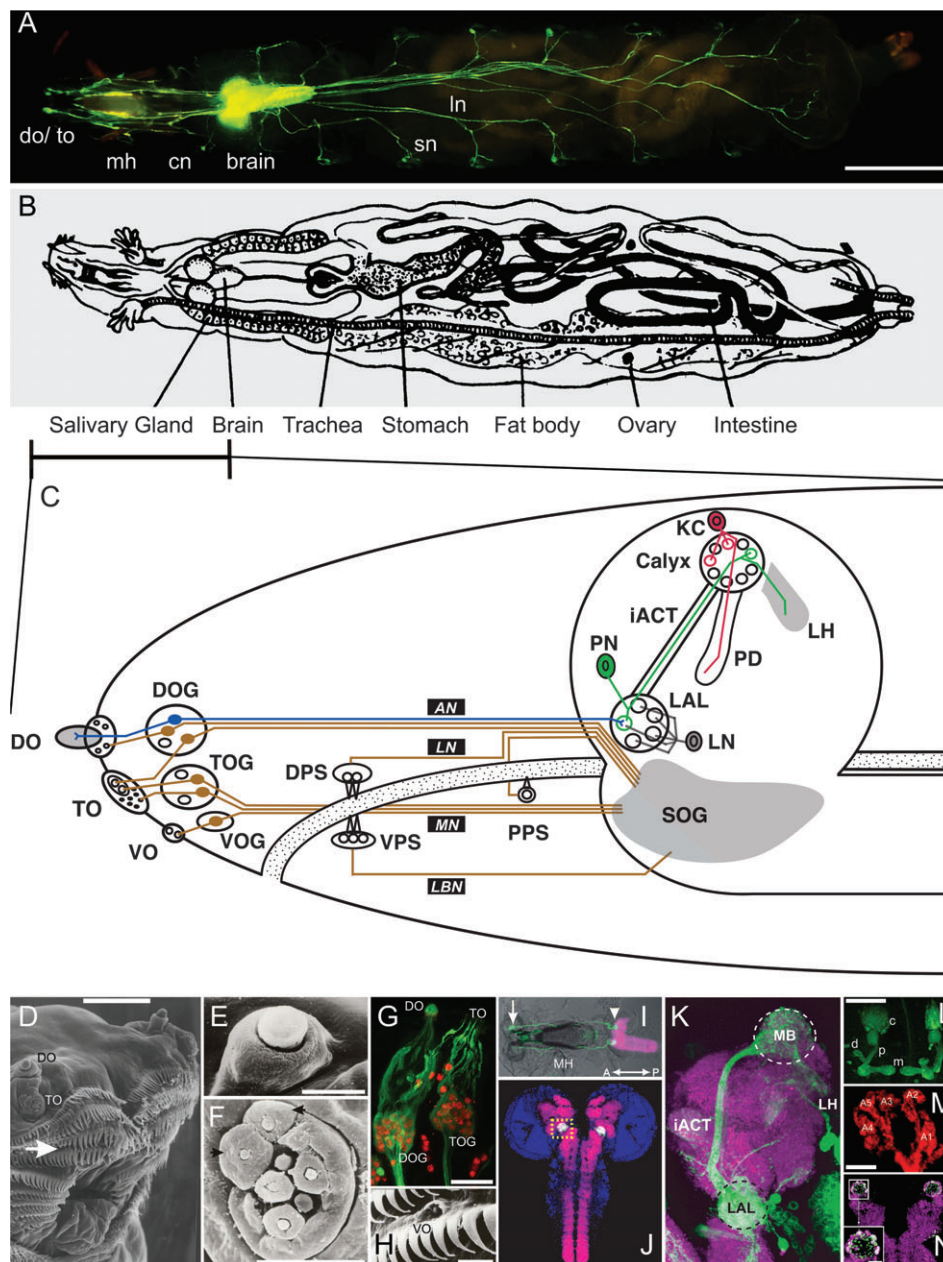 A
do/ to
mh
cn
brain
ln
sn
B
Salivary Gland Brain Trachea Stomach Fat body Ovary Intestine
C
KC
Calyx
iACT
LH
PN
PD
LAL
LN
DOG
DO
AN
LN
TOG
DPS
TO
SOG
MN
VO
VOG
VPS
PPS
LBN
D
DO
TO
E
F
G
DO
TO
DOG
TOG
H
VO
I
MH
A P
J
K
MB
iACT
LH
LAL
c
d
p
m
A5 A3 A2
A4
A1